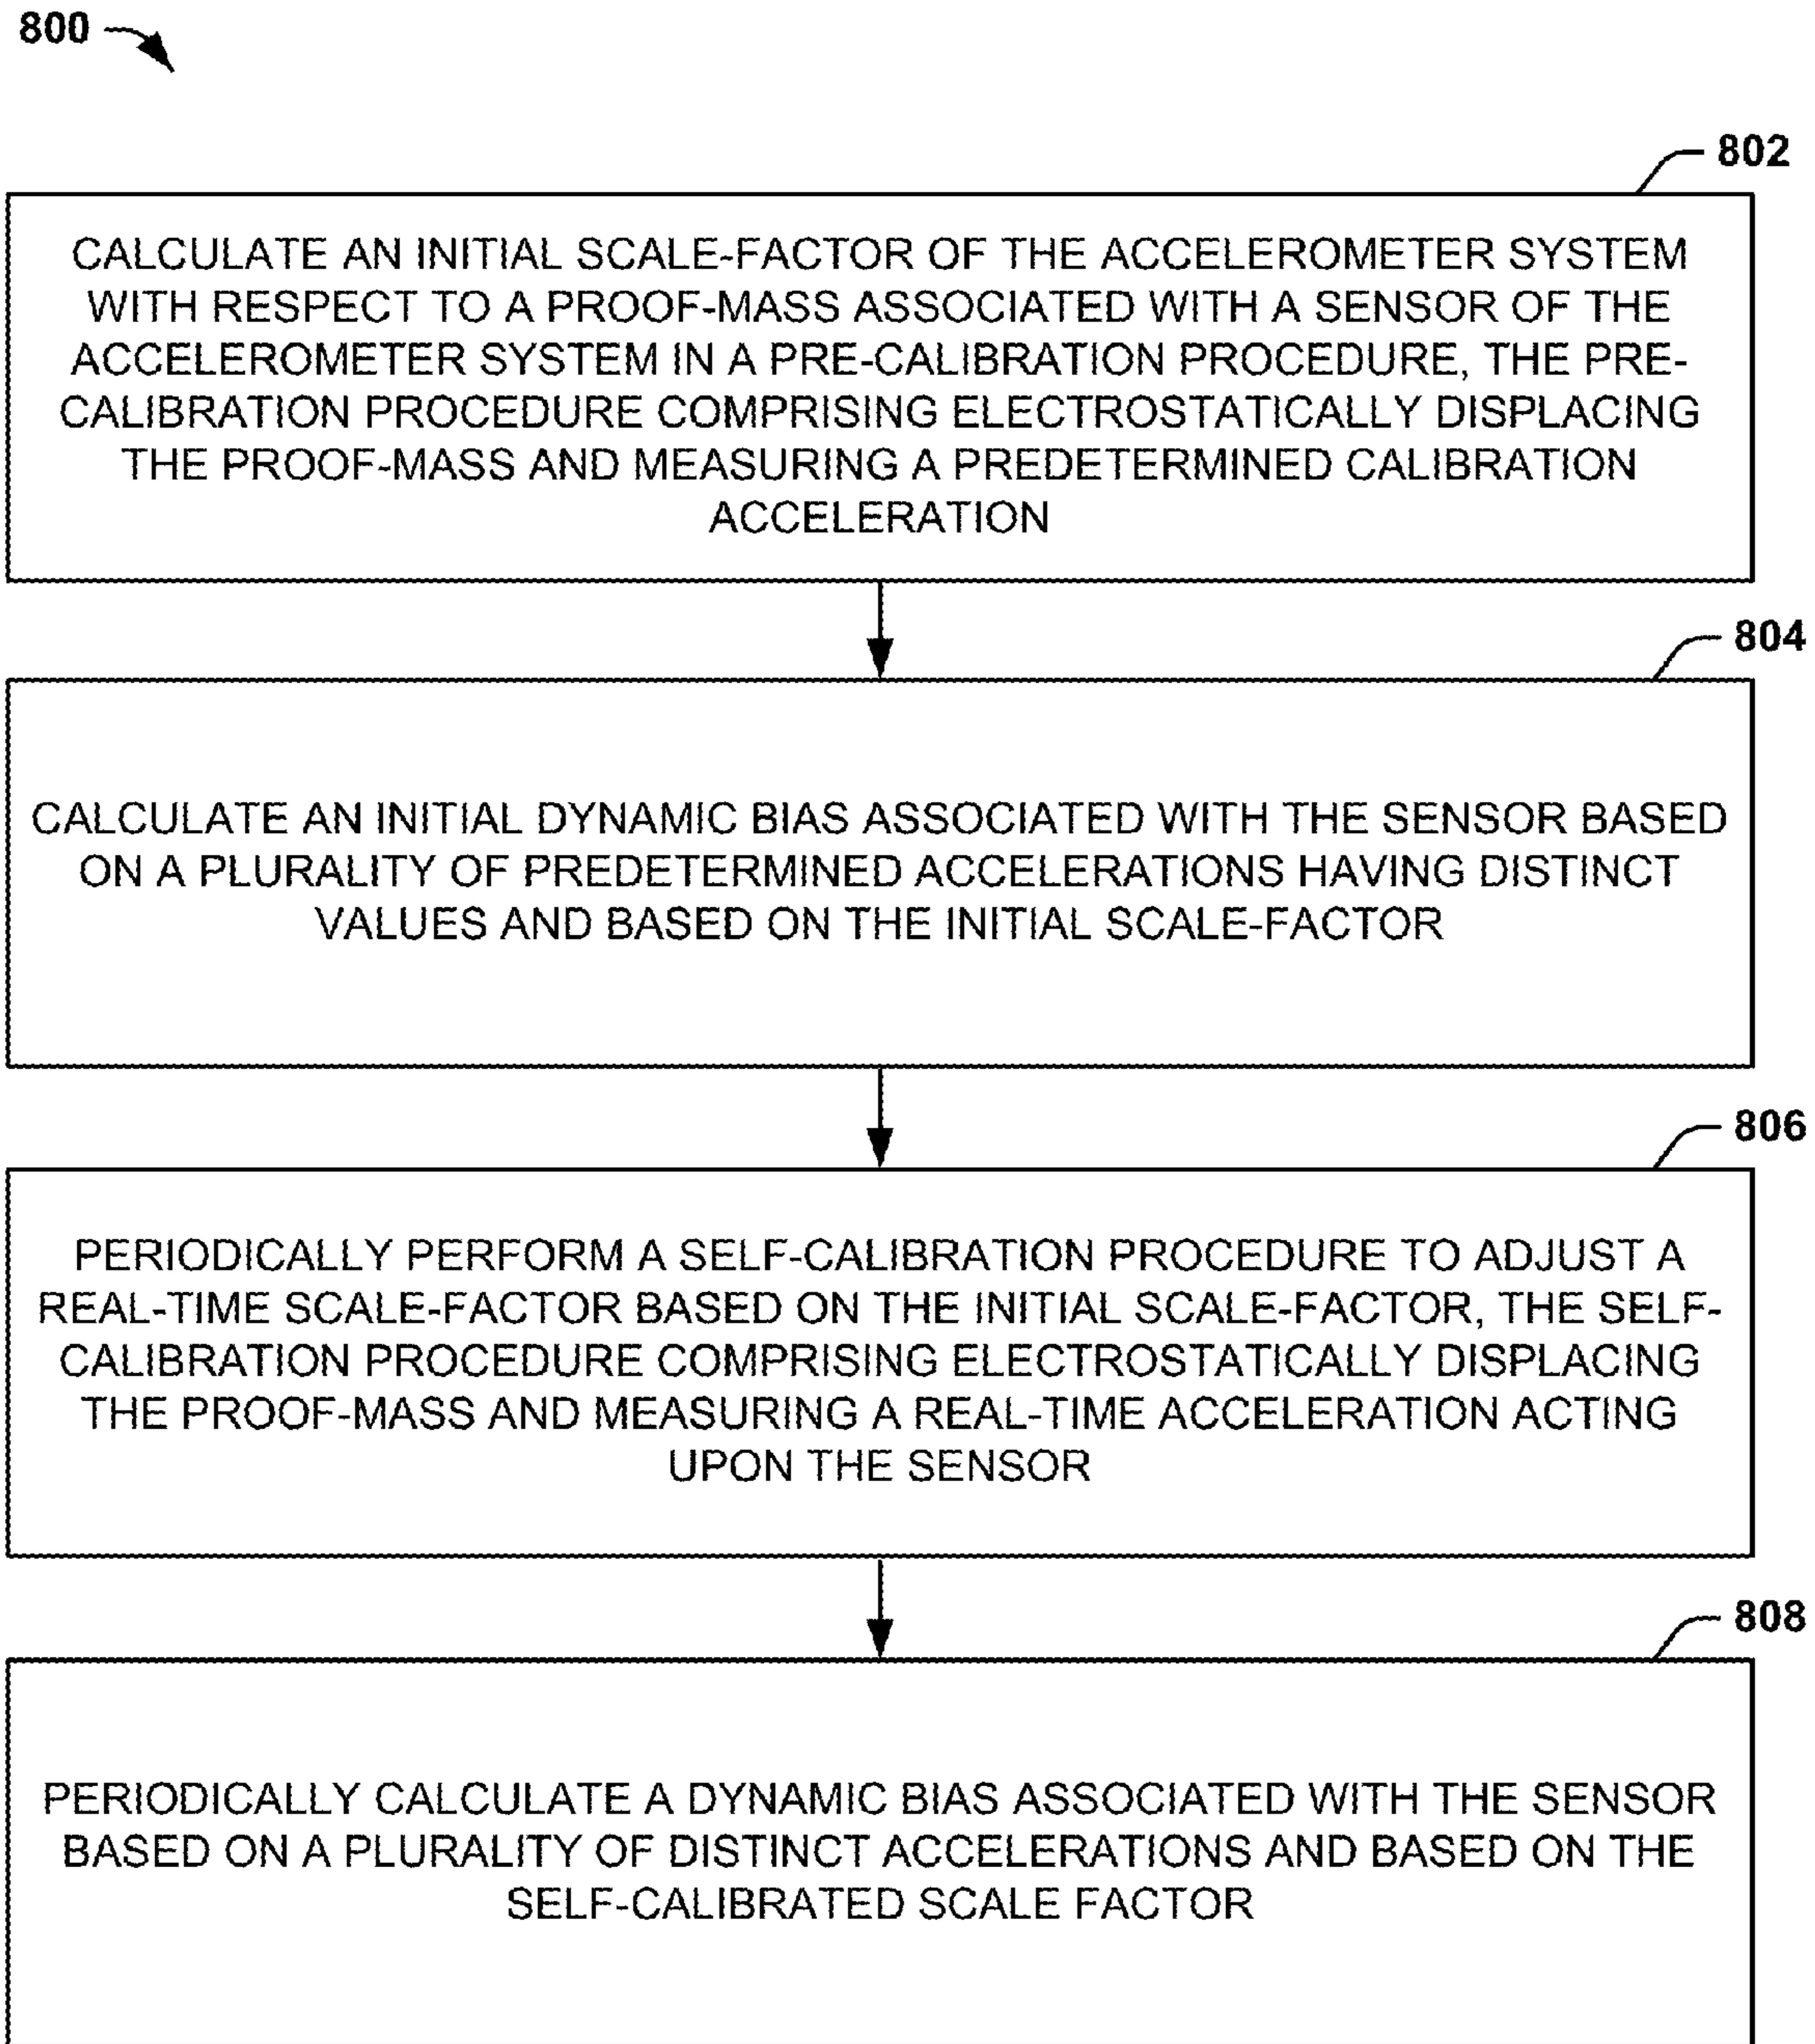 800
802
CALCULATE AN INITIAL SCALE-FACTOR OF THE ACCELEROMETER SYSTEM
WITH RESPECT TO A PROOF-MASS ASSOCIATED WITH A SENSOR OF THE
ACCELEROMETER SYSTEM IN A PRE-CALIBRATION PROCEDURE, THE PRE-
CALIBRATION PROCEDURE COMPRISING ELECTROSTATICALLY DISPLACING
THE PROOF-MASS AND MEASURING A PREDETERMINED CALIBRATION
ACCELERATION
804
CALCULATE AN INITIAL DYNAMIC BIAS ASSOCIATED WITH THE SENSOR BASED
ON A PLURALITY OF PREDETERMINED ACCELERATIONS HAVING DISTINCT
VALUES AND BASED ON THE INITIAL SCALE-FACTOR
806
PERIODICALLY PERFORM A SELF-CALIBRATION PROCEDURE TO ADJUST A
REAL-TIME SCALE-FACTOR BASED ON THE INITIAL SCALE-FACTOR, THE SELF-
CALIBRATION PROCEDURE COMPRISING ELECTROSTATICALLY DISPLACING
THE PROOF-MASS AND MEASURING A REAL-TIME ACCELERATION ACTING
UPON THE SENSOR
808
PERIODICALLY CALCULATE A DYNAMIC BIAS ASSOCIATED WITH THE SENSOR
BASED ON A PLURALITY OF DISTINCT ACCELERATIONS AND BASED ON THE
SELF-CALIBRATED SCALE FACTOR